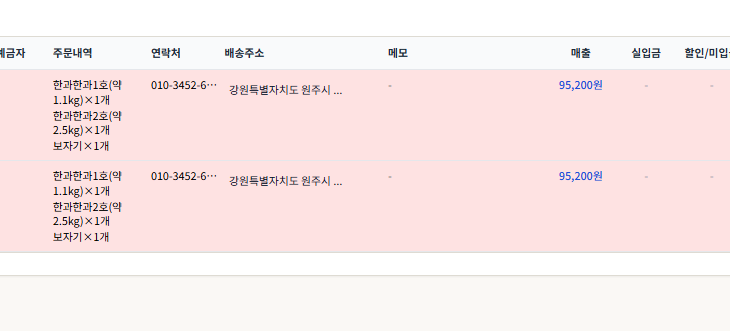 예금자 주문내역 연락처 배송주소 메모 매출 실입금 할인/미입
한과한과1호(약 010-3452-6… 강원특별자치도 원주시 ... - 95,200원 - -
1.1kg)×1개
한과한과2호(약
2.5kg)×1개
보자기×1개
한과한과1호(약 010-3452-6… 강원특별자치도 원주시 ... - 95,200원 - -
1.1kg)×1개
한과한과2호(약
2.5kg)×1개
보자기×1개